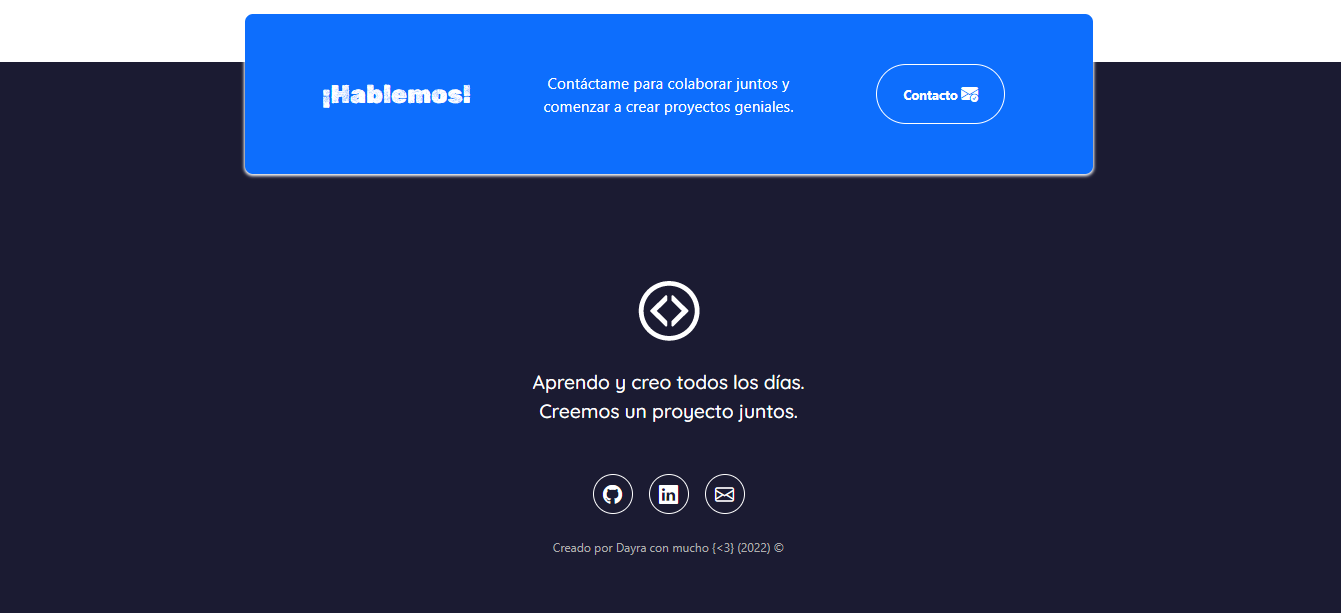 ¡Hablemos!
Contáctame para colaborar juntos y
comenzar a crear proyectos geniales.
Contacto
Aprendo y creo todos los días.
Creemos un proyecto juntos.
Creado por Dayra con mucho {<3} (2022) ©